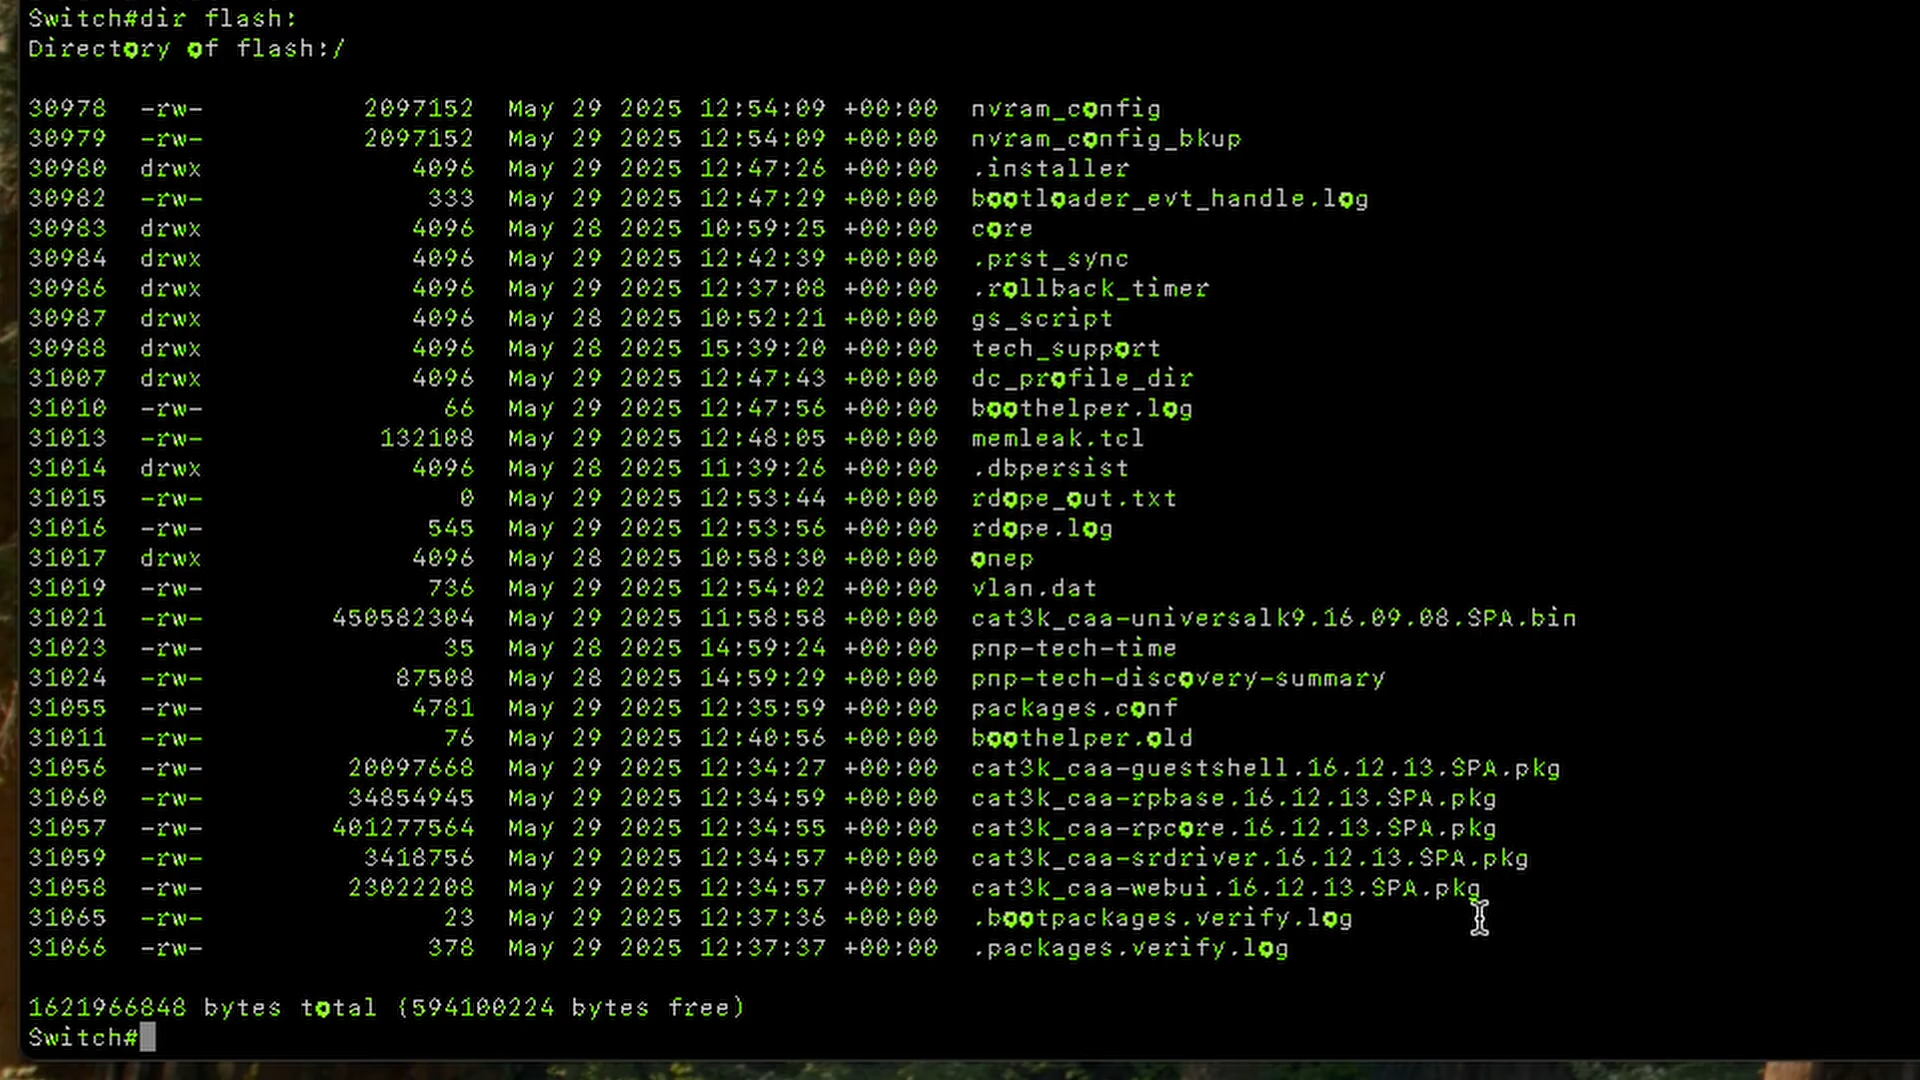 Switch#dir flash:
Directory of flash:/
30978 -rw- 2097152 May 29 2025 12:54:09 +00:00 nvram_config
30979 -rw- 2097152 May 29 2025 12:54:09 +00:00 nvram_config_bkup
30980 drwx 4096 May 29 2025 12:47:26 +00:00 .installer
30982 -rw- 333 May 29 2025 12:47:29 +00:00 bootloader_evt_handle.log
30983 drwx 4096 May 28 2025 10:59:25 +00:00 core
30984 drwx 4096 May 29 2025 12:42:39 +00:00 .prst_sync
30986 drwx 4096 May 29 2025 12:37:08 +00:00 .rollback_timer
30987 drwx 4096 May 28 2025 10:52:21 +00:00 gs_script
30988 drwx 4096 May 28 2025 15:39:20 +00:00 tech_support
31007 drwx 4096 May 29 2025 12:47:43 +00:00 dc_profile_dir
31010 -rw- 66 May 29 2025 12:47:56 +00:00 boothelper.log
31013 -rw- 132108 May 29 2025 12:48:05 +00:00 memleak.tcl
31014 drwx 4096 May 28 2025 11:39:26 +00:00 .dbpersist
31015 -rw- 0 May 29 2025 12:53:44 +00:00 rdope_out.txt
31016 -rw- 545 May 29 2025 12:53:56 +00:00 rdope.log
31017 drwx 4096 May 28 2025 10:58:30 +00:00 onep
31019 -rw- 736 May 29 2025 12:54:02 +00:00 vlan.dat
31021 -rw- 450582304 May 29 2025 11:58:58 +00:00 cat3k_caa-universalk9.16.09.08.SPA.bin
31023 -rw- 35 May 28 2025 14:59:24 +00:00 pnp-tech-time
31024 -rw- 87508 May 28 2025 14:59:29 +00:00 pnp-tech-discovery-summary
31055 -rw- 4781 May 29 2025 12:35:59 +00:00 packages.conf
31011 -rw- 76 May 29 2025 12:40:56 +00:00 boothelper.old
31056 -rw- 20097668 May 29 2025 12:34:27 +00:00 cat3k_caa-guestshell.16.12.13.SPA.pkg
31060 -rw- 34854945 May 29 2025 12:34:59 +00:00 cat3k_caa-rpbase.16.12.13.SPA.pkg
31057 -rw- 401277564 May 29 2025 12:34:55 +00:00 cat3k_caa-rpcore.16.12.13.SPA.pkg
31059 -rw- 3418756 May 29 2025 12:34:57 +00:00 cat3k_caa-srdriver.16.12.13.SPA.pkg
31058 -rw- 23022208 May 29 2025 12:34:57 +00:00 cat3k_caa-webui.16.12.13.SPA.pkg
31065 -rw- 23 May 29 2025 12:37:36 +00:00 .bootpackages.verify.log
31066 -rw- 378 May 29 2025 12:37:37 +00:00 .packages.verify.log
1621966848 bytes total (594100224 bytes free)
Switch#